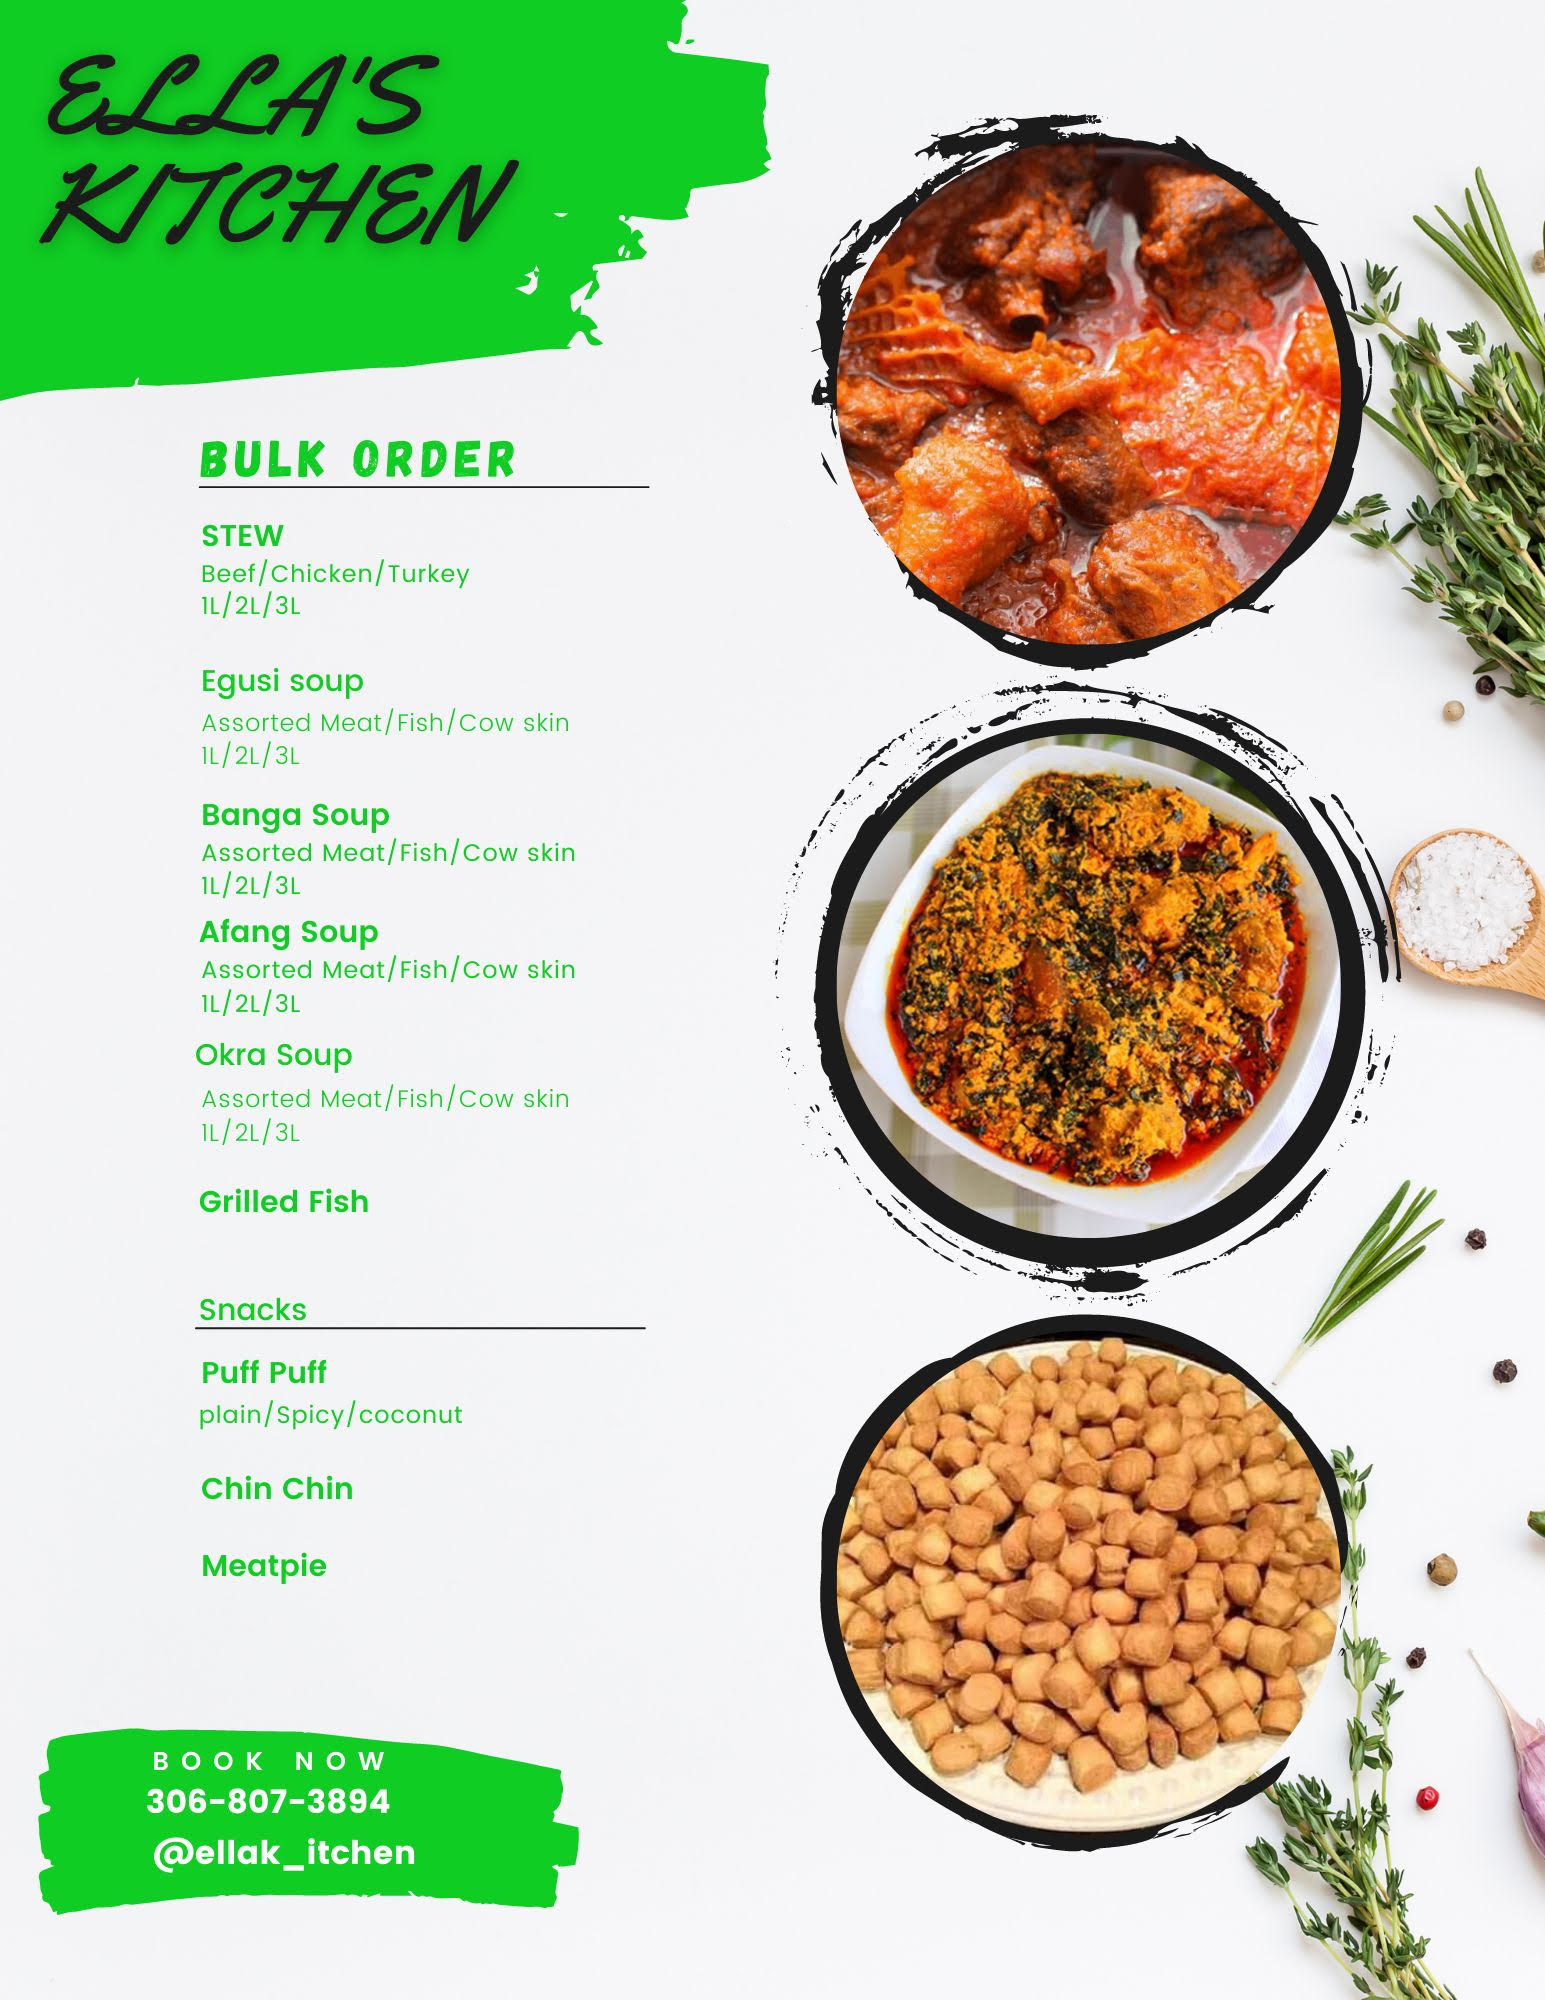 ELLA'S
KITCHEN
BULK ORDER
STEW
Beef/Chicken/Turkey
1L/2L/3L
Egusi soup
Assorted Meat/Fish/Cow skin
1L/2L/3L
Banga Soup
Assorted Meat/Fish/Cow skin
1L/2L/3L
Afang Soup
Assorted Meat/Fish/Cow skin
1L/2L/3L
Okra Soup
Assorted Meat/Fish/Cow skin
1L/2L/3L
Grilled Fish
Snacks
Puff Puff
plain/Spicy/coconut
Chin Chin
Meatpie
BOOK NOW
306-807-3894
@ellak_itchen